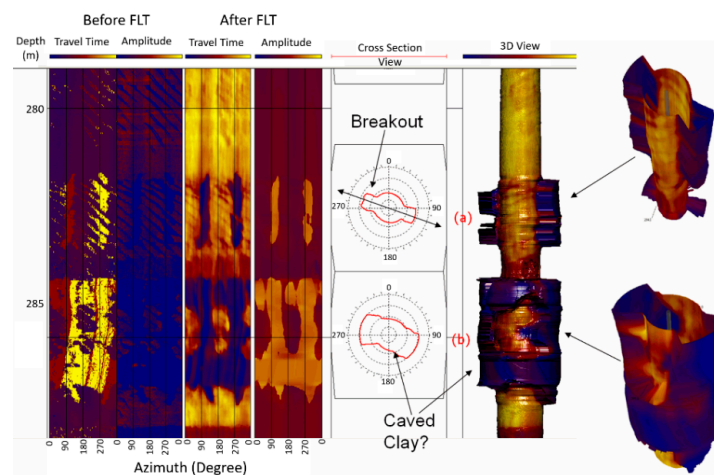 Before FLT
After FLT
Depth
(m)
Travel Time
Amplitude
Travel Time
Amplitude
Cross Section
View
3D View
280
Breakout
0
270
90
180
(a)
285
0
270
90
180
(b)
Caved
Clay?
0
90
180
270
0
90
180
270
0
90
180
270
0
90
180
270
0
Azimuth (Degree)